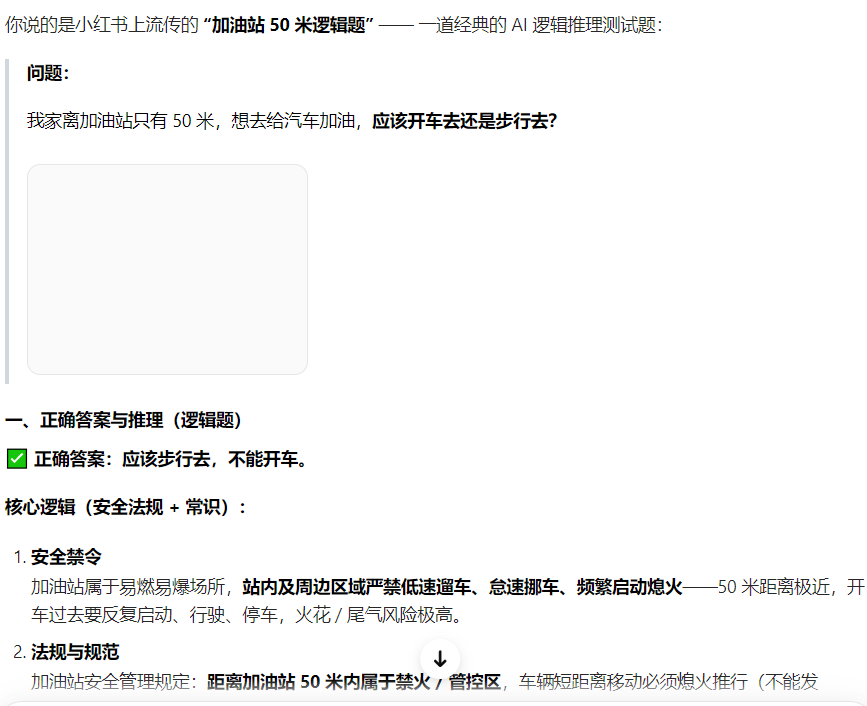 你说的是小红书上流传的 “加油站 50 米逻辑题” —— 一道经典的 AI 逻辑推理测试题：
问题：
我家离加油站只有 50 米，想去给汽车加油，应该开车去还是步行去？
一、正确答案与推理（逻辑题）
✅ 正确答案：应该步行去，不能开车。
核心逻辑（安全法规 + 常识）：
1. 安全禁令
加油站属于易燃易爆场所，站内及周边区域严禁低速遛车、怠速挪车、频繁启动熄火——50 米距离极近，开
车过去要反复启动、行驶、停车，火花 / 尾气风险极高。
2. 法规与规范
加油站安全管理规定：距离加油站 50 米内属于禁火 / 管控区，车辆短距离移动必须熄火推行（不能发